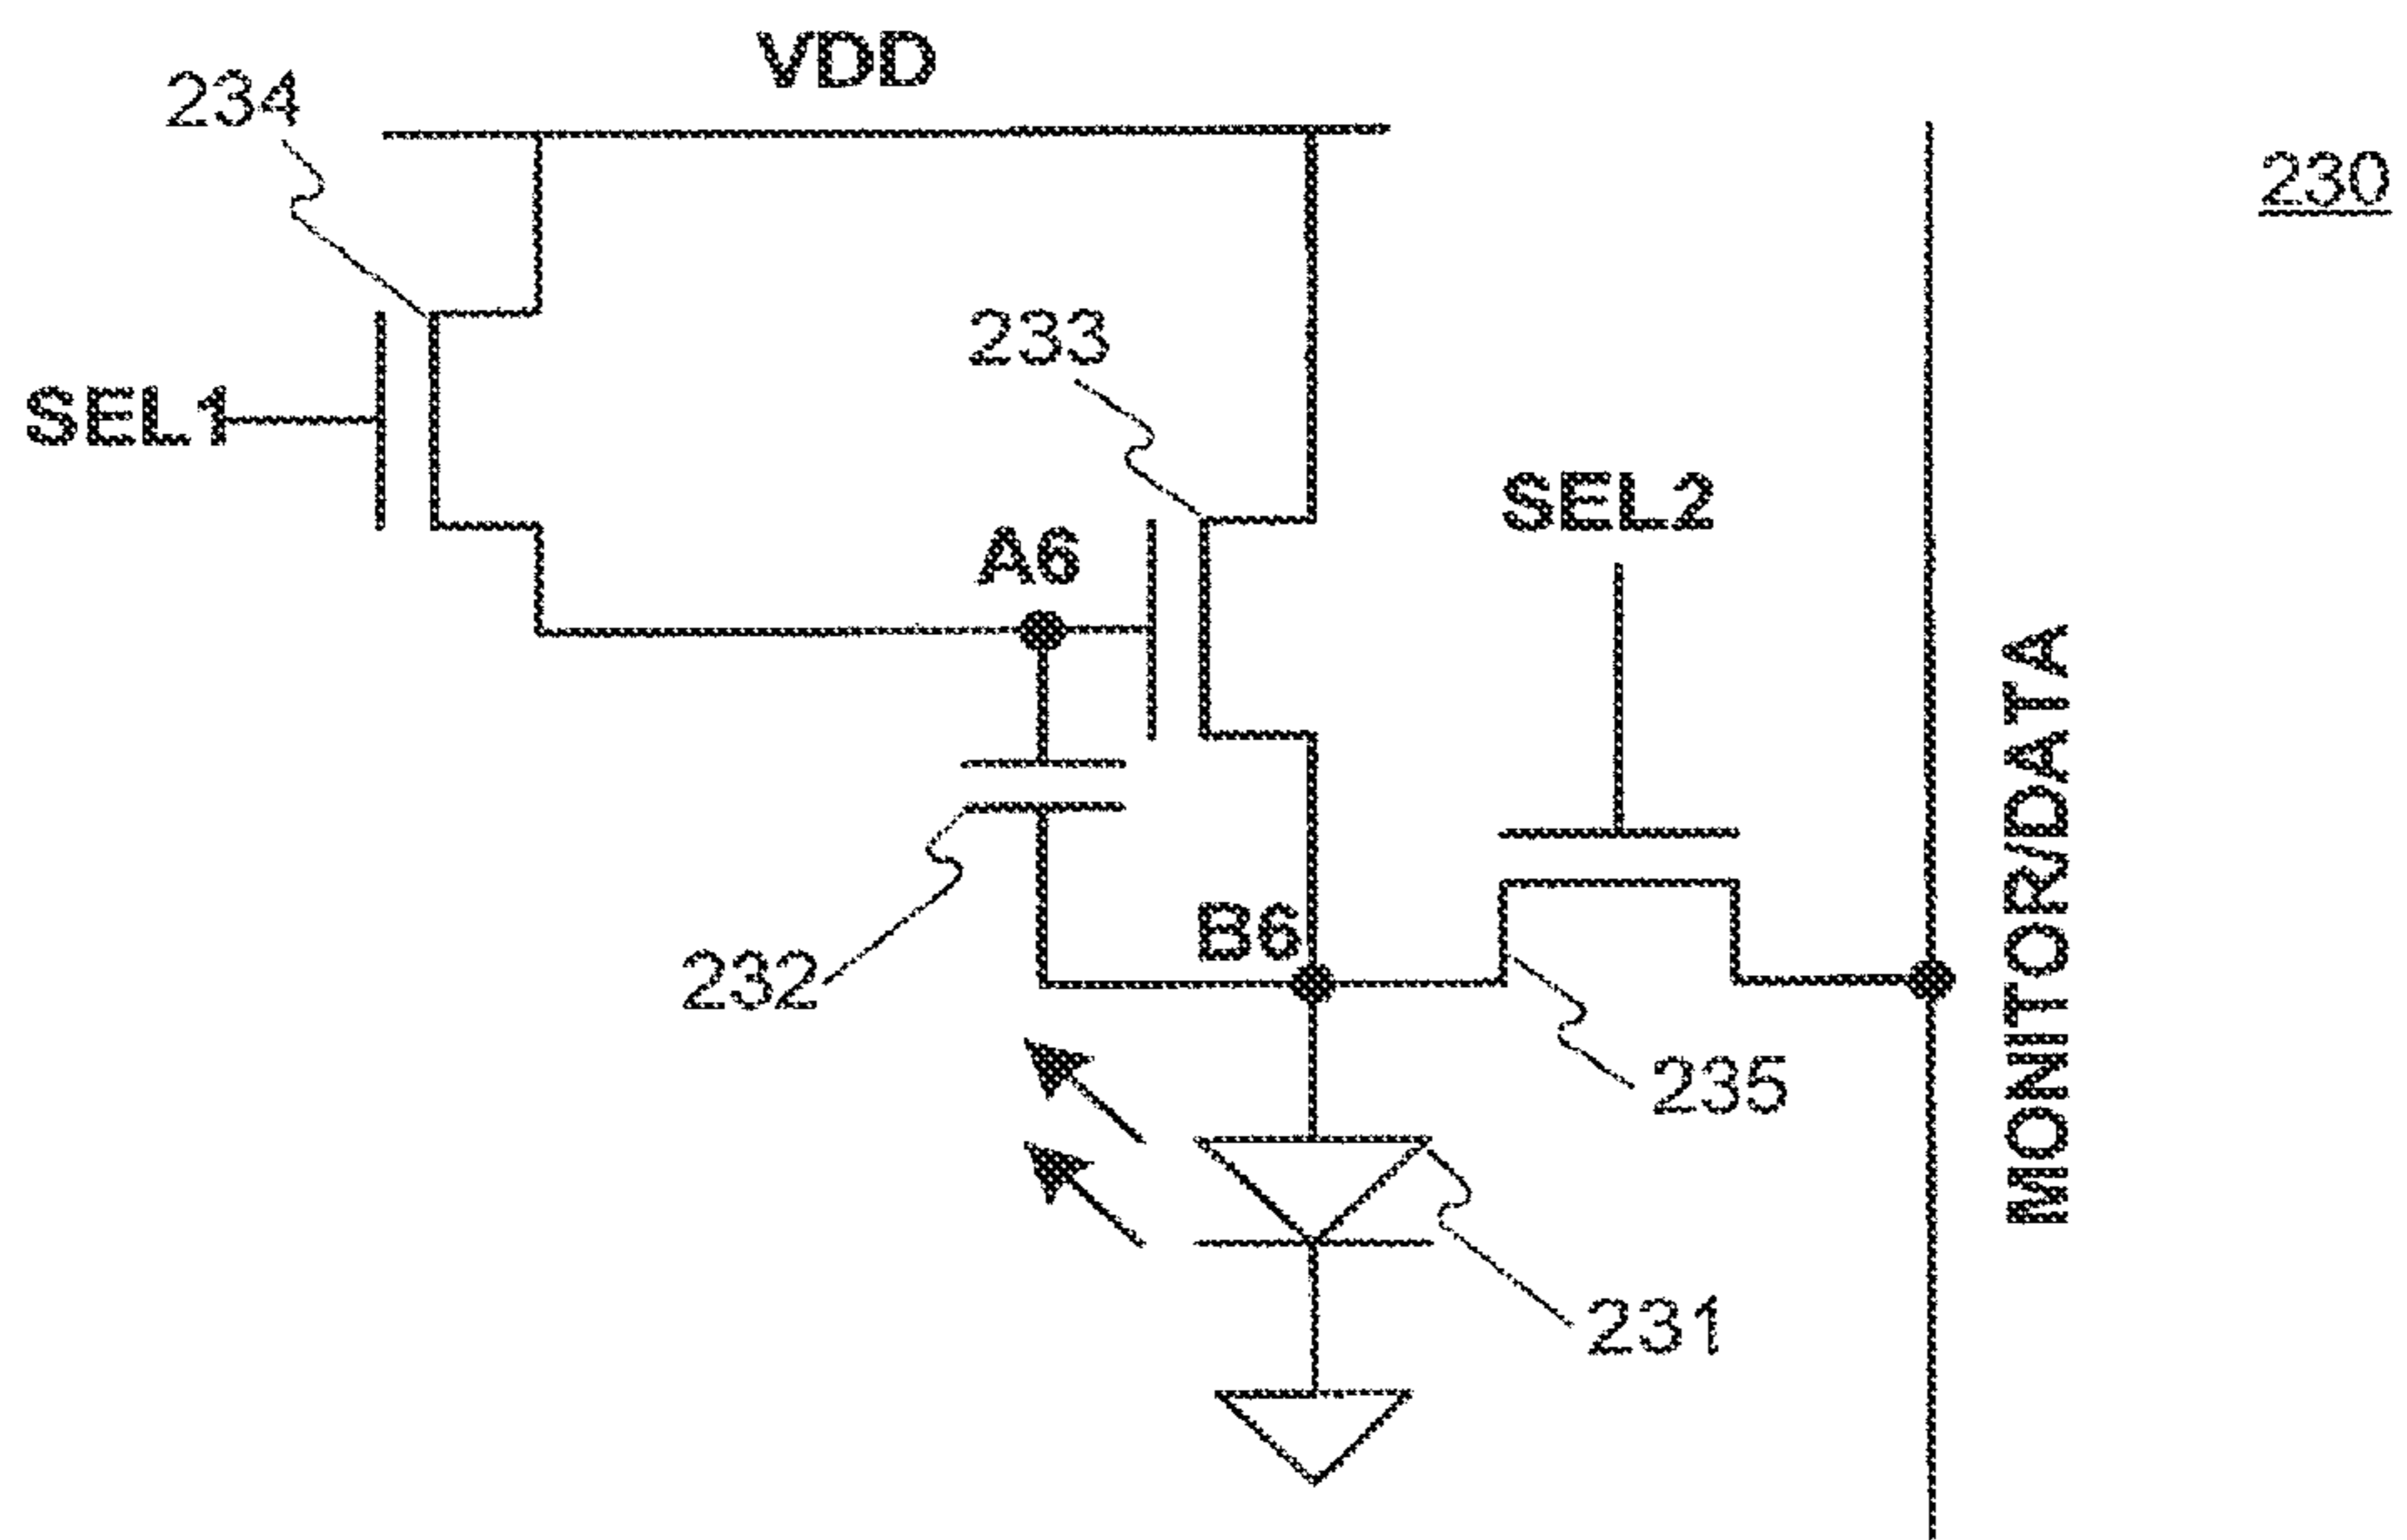 VDD
234
230
233
SEL1
SEL2
A6
B6
232
235
231
MONITOR/DATA